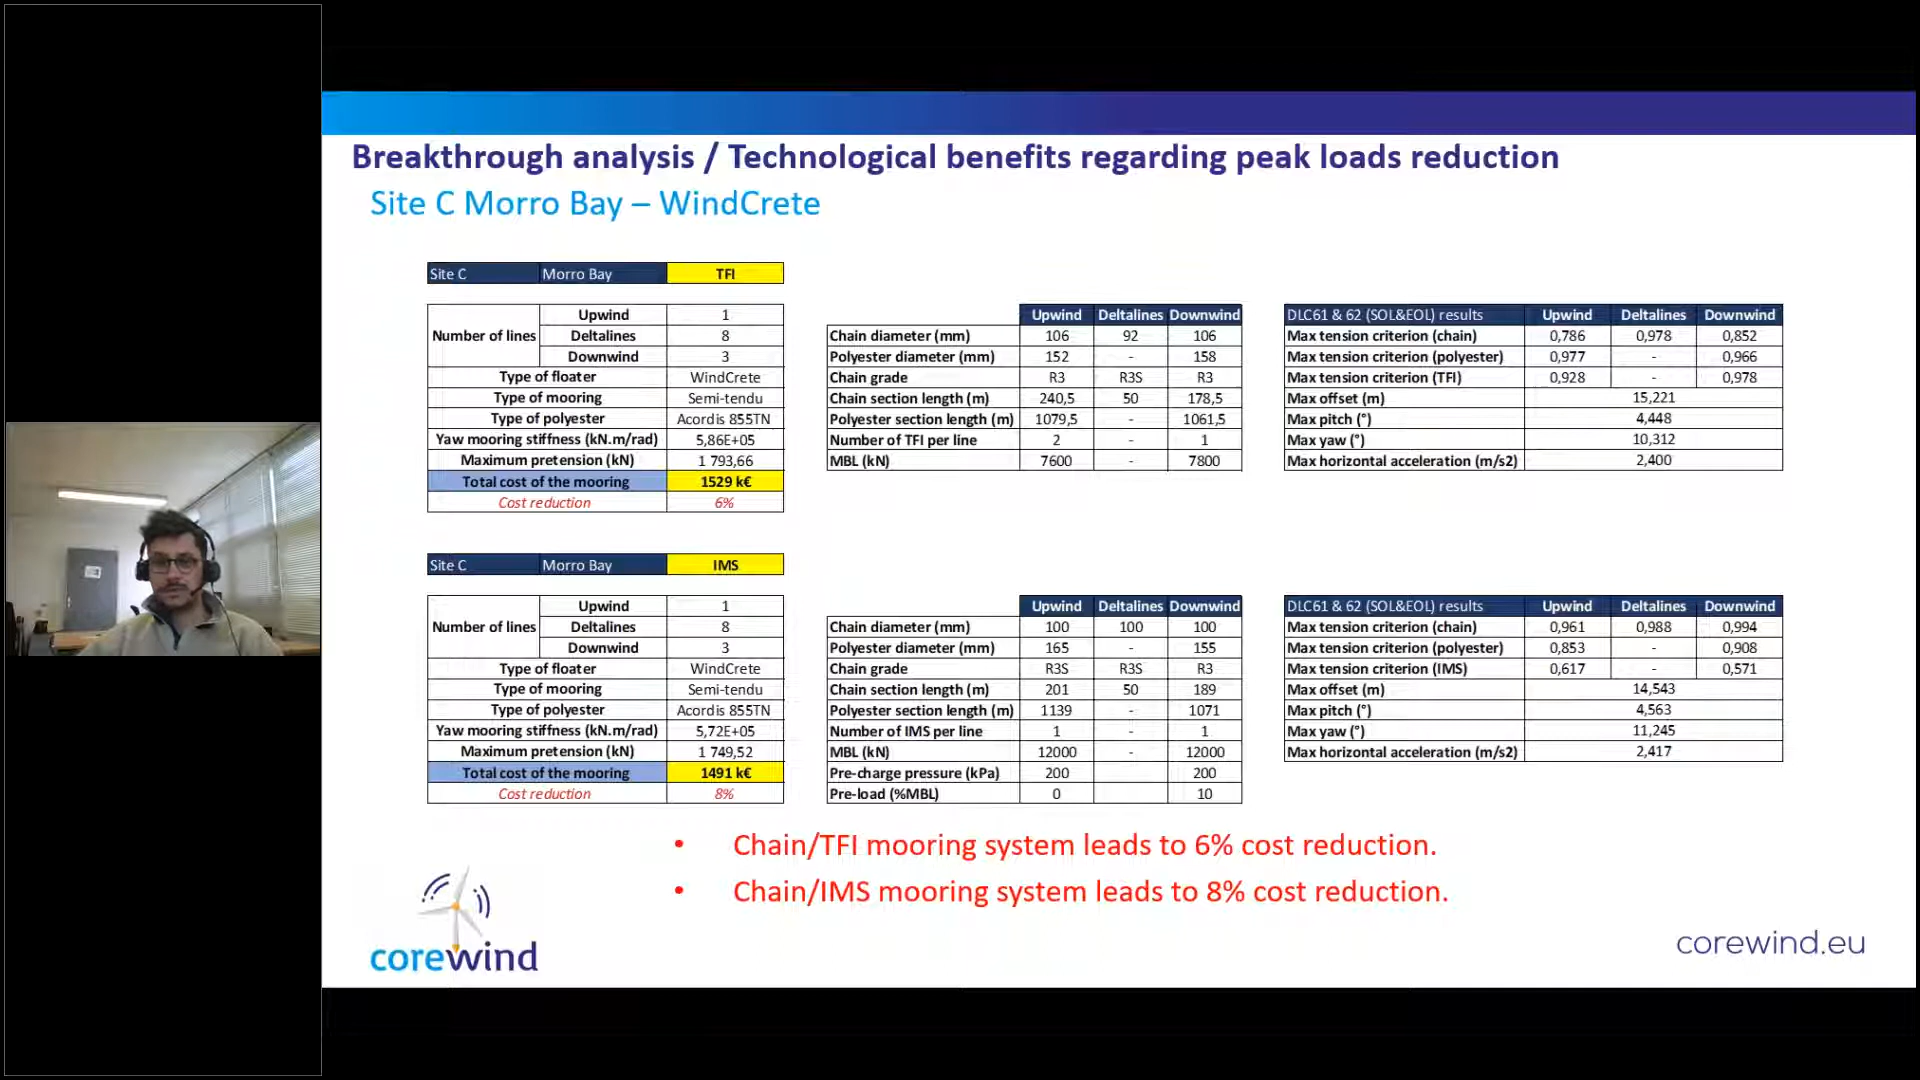 Breakthrough analysis / Technological benefits regarding peak loads reduction
Site C Morro Bay – WindCrete
Site C Morro Bay TFI
Number of lines Upwind 1
Deltalines 8
Downwind 3
Type of floater WindCrete
Type of mooring Semi-tendu
Type of polyester Acordis 855TN
Yaw mooring stiffness (kN.m/rad) 5,86E+05
Maximum pretension (kN) 1 793,66
Total cost of the mooring 1529 k€
Cost reduction 6%
Upwind Deltalines Downwind
Chain diameter (mm) 106 92 106
Polyester diameter (mm) 152 - 158
Chain grade R3 R3S R3
Chain section length (m) 240,5 50 178,5
Polyester section length (m) 1079,5 - 1061,5
Number of TFI per line 2 - 1
MBL (kN) 7600 - 7800
DLC61 & 62 (SOL&EOL) results Upwind Deltalines Downwind
Max tension criterion (chain) 0,786 0,978 0,852
Max tension criterion (polyester) 0,977 - 0,966
Max tension criterion (TFI) 0,928 - 0,978
Max offset (m) 15,221
Max pitch (°) 4,448
Max yaw (°) 10,312
Max horizontal acceleration (m/s2) 2,400
Site C Morro Bay IMS
Number of lines Upwind 1
Deltalines 8
Downwind 3
Type of floater WindCrete
Type of mooring Semi-tendu
Type of polyester Acordis 855TN
Yaw mooring stiffness (kN.m/rad) 5,72E+05
Maximum pretension (kN) 1 749,52
Total cost of the mooring 1491 k€
Cost reduction 8%
Upwind Deltalines Downwind
Chain diameter (mm) 100 100 100
Polyester diameter (mm) 165 - 155
Chain grade R3S R3S R3
Chain section length (m) 201 50 189
Polyester section length (m) 1139 - 1071
Number of IMS per line 1 - 1
MBL (kN) 12000 - 12000
Pre-charge pressure (kPa) 200 200
Pre-load (%MBL) 0 10
DLC61 & 62 (SOL&EOL) results Upwind Deltalines Downwind
Max tension criterion (chain) 0,961 0,988 0,994
Max tension criterion (polyester) 0,853 - 0,908
Max tension criterion (IMS) 0,617 - 0,571
Max offset (m) 14,543
Max pitch (°) 4,563
Max yaw (°) 11,245
Max horizontal acceleration (m/s2) 2,417
• Chain/TFI mooring system leads to 6% cost reduction.
• Chain/IMS mooring system leads to 8% cost reduction.
corewind
corewind.eu